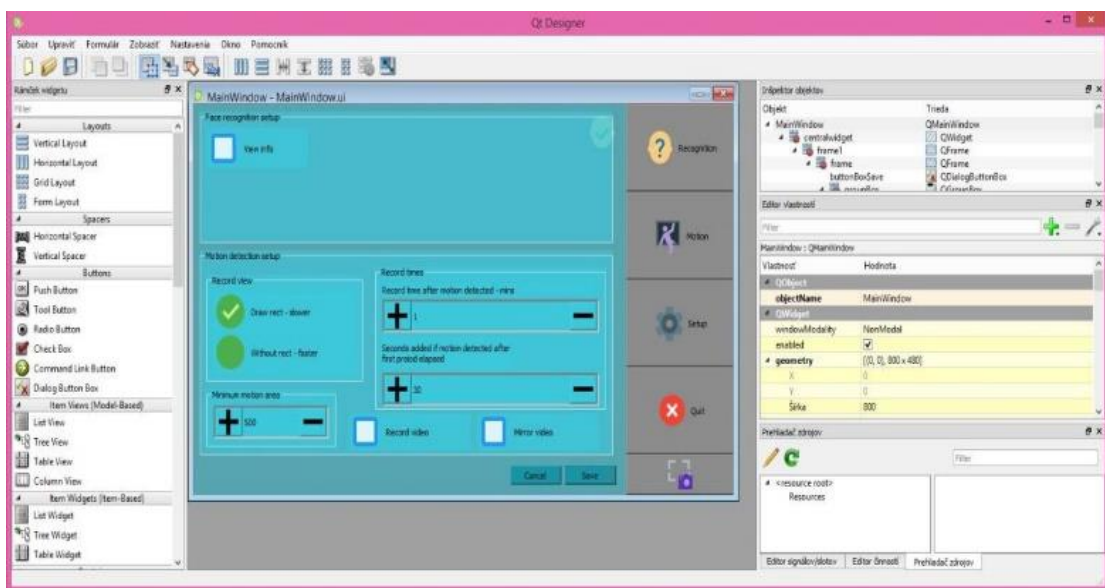 Qt Designer
Súbor Upraviť Formulár Zobraziť Nastavenia Okno Pomocník
Rámček widgetu
Filter
Layouts
Vertical Layout
Horizontal Layout
Grid Layout
Form Layout
Spacers
Horizontal Spacer
Vertical Spacer
Buttons
Push Button
Tool Button
Radio Button
Check Box
Command Link Button
Dialog Button Box
Item Views (Model-Based)
List View
Tree View
Table View
Column View
Item Widgets (Item-Based)
List Widget
Tree Widget
Table Widget
MainWindow - MainWindow.ui
Face recognition setup
View info
Motion detection setup
Record view
Draw rect - slower
Without rect - faster
Minimum motion area
500
Record times
Record time after motion detected - mins
1
Seconds added if motion detected after
first preiod elapsed
30
Record video
Mirror video
Cancel
Save
Recognition
Motion
Setup
Quit
Inšpektor objektov
Objekt Trieda
MainWindow QMainWindow
centralwidget QWidget
frame1 QFrame
frame QFrame
buttonBoxSave QDialogButtonBox
groupBox QGroupBox
Editor vlastností
Filter
MainWindow : QMainWindow
Vlastnosť Hodnota
QObject
objectName MainWindow
QWidget
windowModality NonModal
enabled
geometry [(0, 0), 800 x 480]
X 0
Y 0
Šírka 800
Prehliadač zdrojov
Filter
<resource root>
Resources
Editor signálov/slotov Editor činností Prehliadač zdrojov